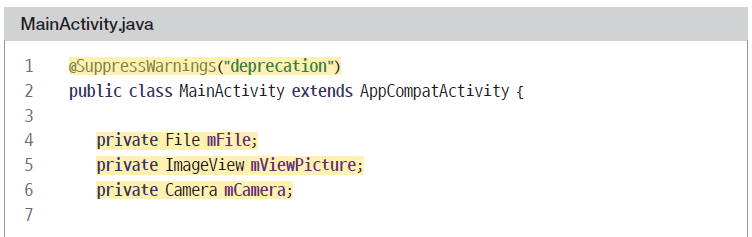 MainActivity.java
1 @SuppressWarnings("deprecation")
2 public class MainActivity extends AppCompatActivity {
3
4 private File mFile;
5 private ImageView mViewPicture;
6 private Camera mCamera;
7